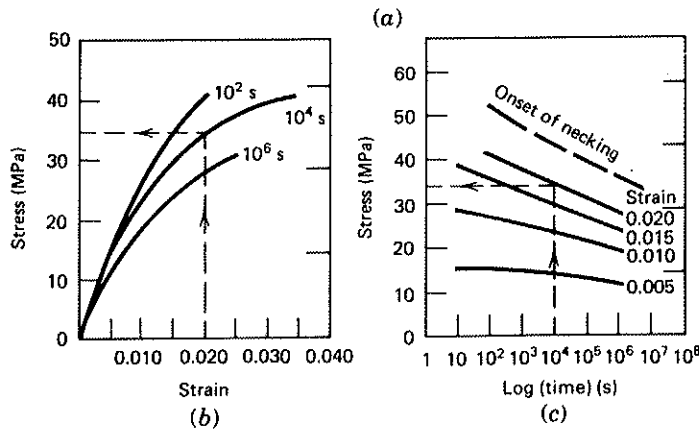 (a)
50
40
30
20
10
0
Stress (MPa)
10² s
10⁴ s
10⁶ s
0.010
0.020
0.030
0.040
Strain
(b)
60
50
40
30
20
10
0
Stress (MPa)
Onset of necking
Strain
0.020
0.015
0.010
0.005
1
10
10²
10³
10⁴
10⁵
10⁶
10⁷
10⁸
Log (time) (s)
(c)